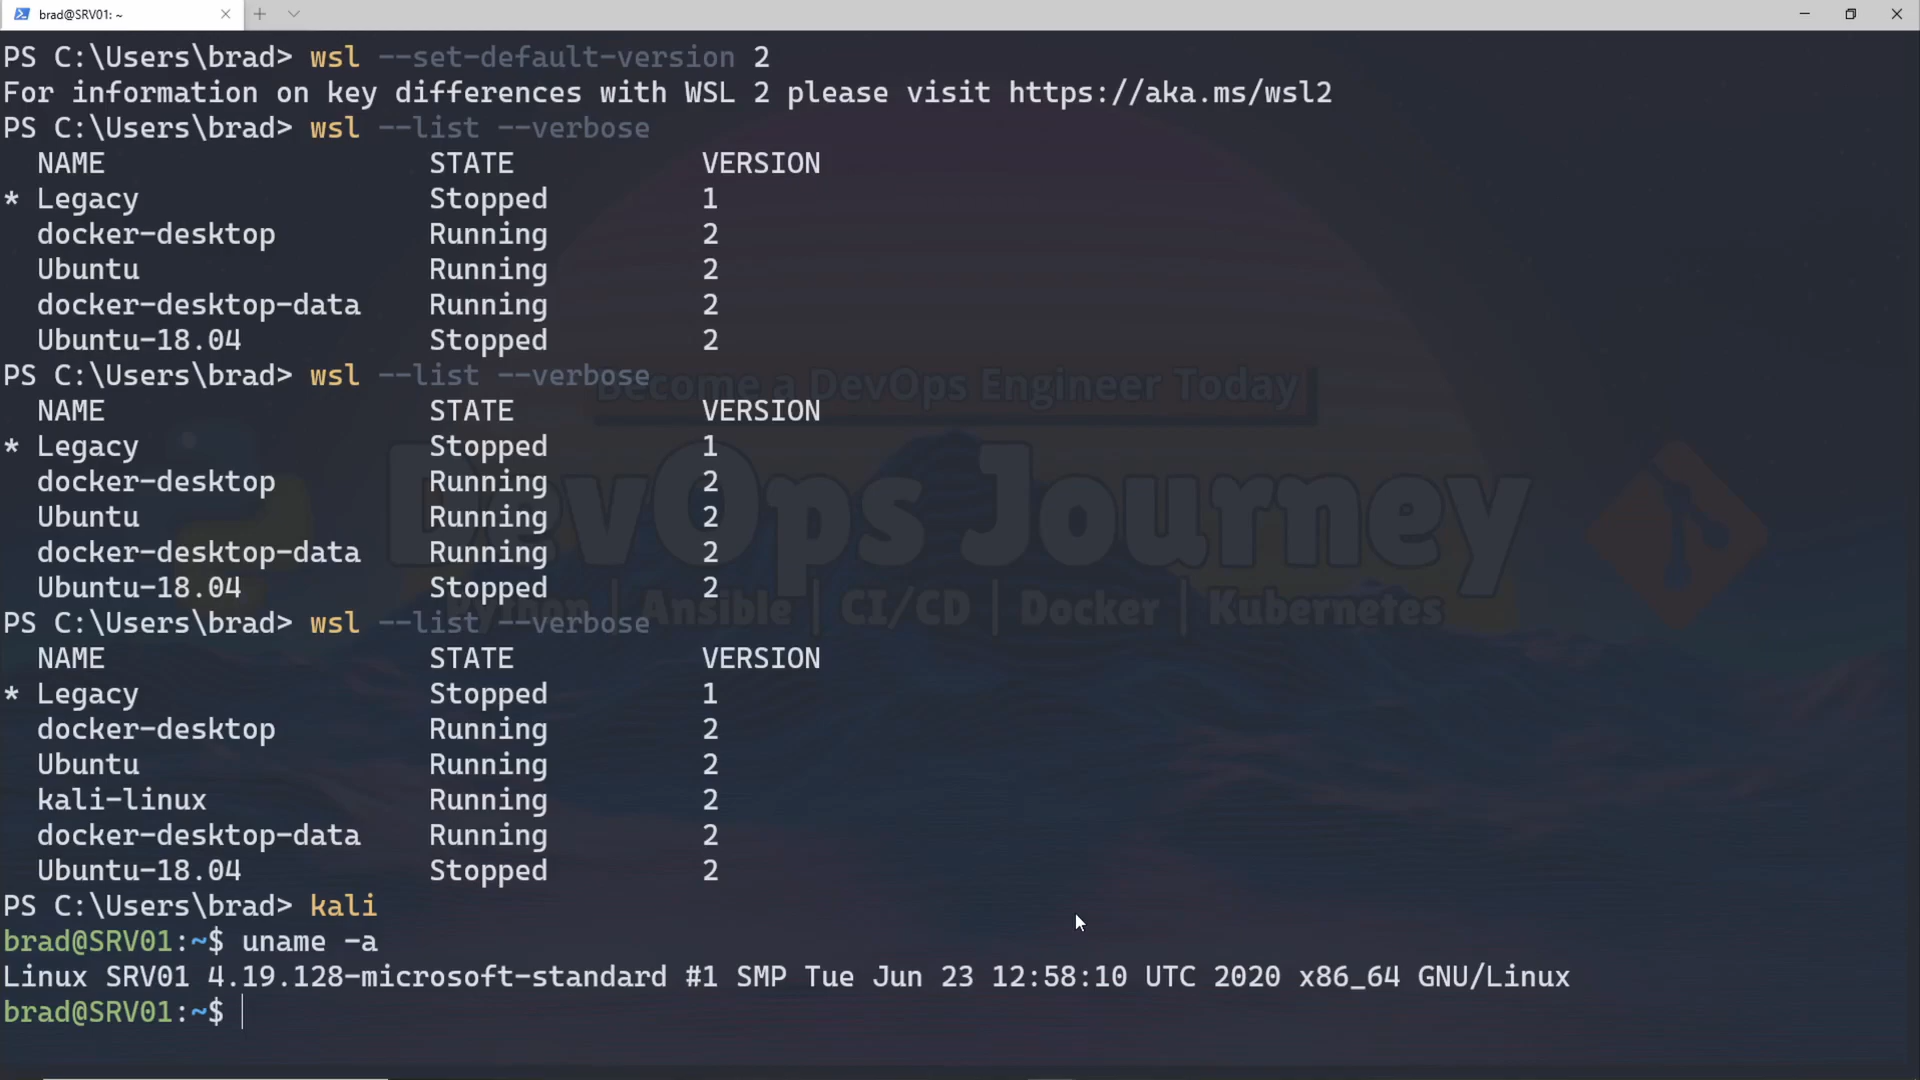 brad@SRV01: ~
PS C:\Users\brad> wsl --set-default-version 2
For information on key differences with WSL 2 please visit https://aka.ms/wsl2
PS C:\Users\brad> wsl --list --verbose
  NAME                   STATE           VERSION
* Legacy                 Stopped         1
  docker-desktop         Running         2
  Ubuntu                 Running         2
  docker-desktop-data    Running         2
  Ubuntu-18.04           Stopped         2
PS C:\Users\brad> wsl --list --verbose
Become a DevOps Engineer Today
  NAME                   STATE           VERSION
* Legacy                 Stopped         1
  docker-desktop         Running         2
DevOps Journey
  Ubuntu                 Running         2
  docker-desktop-data    Running         2
  Ubuntu-18.04           Stopped         2
Python | Ansible | CI/CD | Docker | Kubernetes
PS C:\Users\brad> wsl --list --verbose
  NAME                   STATE           VERSION
* Legacy                 Stopped         1
  docker-desktop         Running         2
  Ubuntu                 Running         2
  kali-linux             Running         2
  docker-desktop-data    Running         2
  Ubuntu-18.04           Stopped         2
PS C:\Users\brad> kali
brad@SRV01:~$ uname -a
Linux SRV01 4.19.128-microsoft-standard #1 SMP Tue Jun 23 12:58:10 UTC 2020 x86_64 GNU/Linux
brad@SRV01:~$